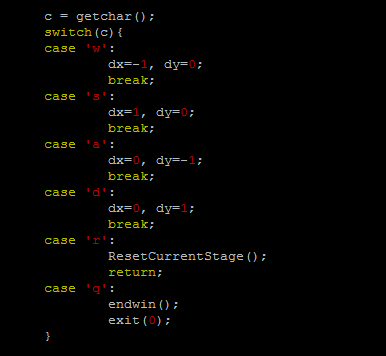 c = getchar();
switch(c){
case 'w':
dx=-1, dy=0;
break;
case 's':
dx=1, dy=0;
break;
case 'a':
dx=0, dy=-1;
break;
case 'd':
dx=0, dy=1;
break;
case 'r':
ResetCurrentStage();
return;
case 'q':
endwin();
exit(0);
}